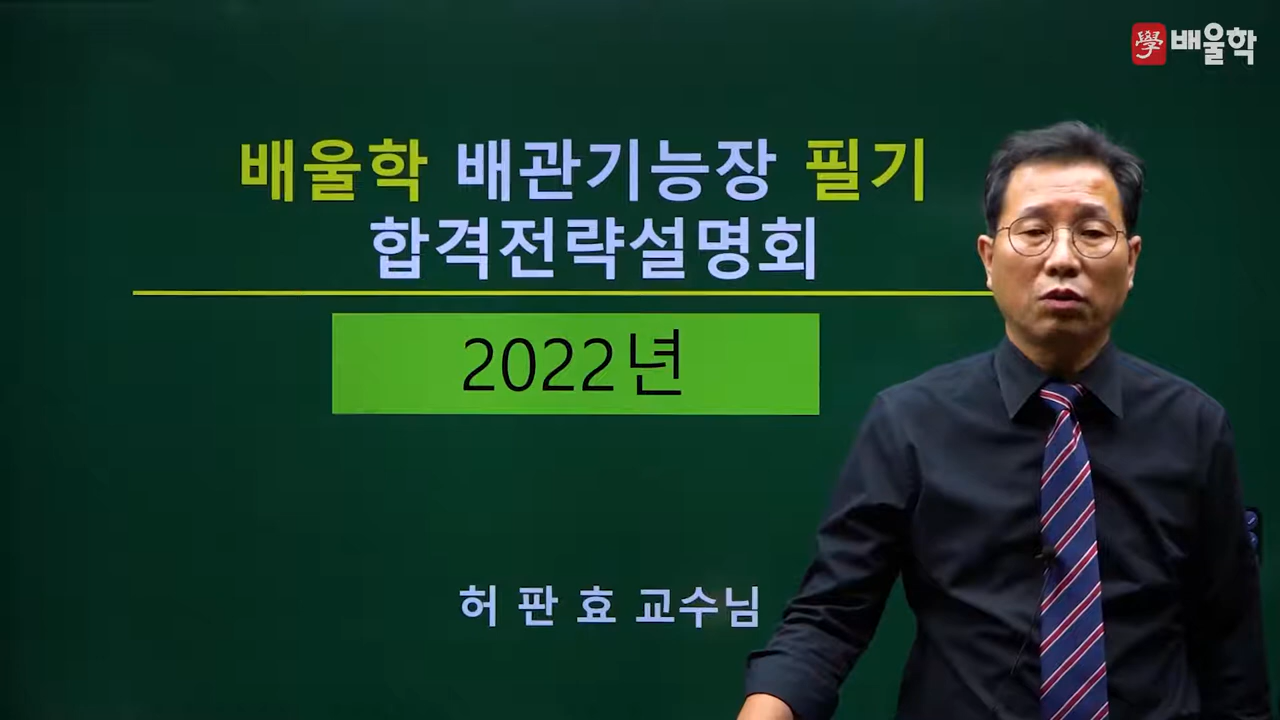 學 배울학
배울학 배관기능장 필기
합격전략설명회
2022년
허판효 교수님